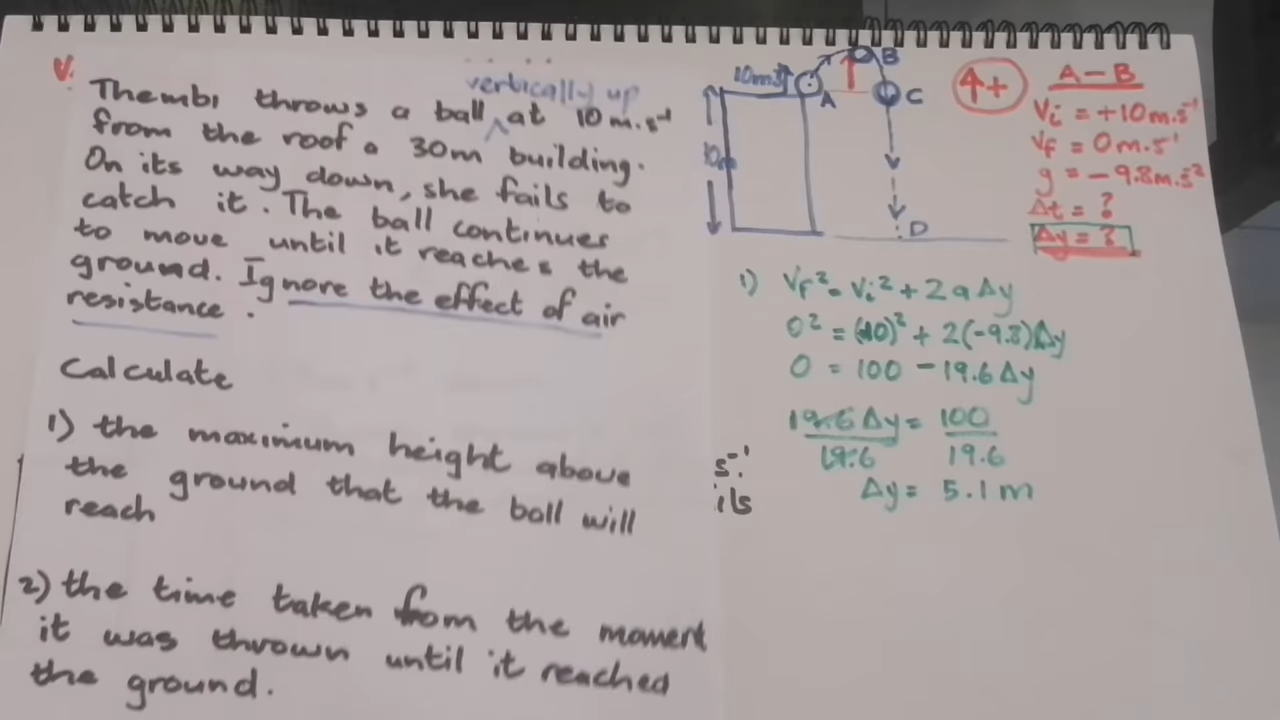 V.
vertically up
Thembi throws a ball ^ at 10 m.s⁻¹
from the roof a 30m building.
On its way down, she fails to
catch it. The ball continues
to move until it reaches the
ground. Ignore the effect of air
resistance.
Calculate
1) the maximum height above
the ground that the ball will
reach
2) the time taken from the moment
it was thrown until it reached
the ground.
A
B
C
D
4+
A-B
Vi = +10m.s⁻¹
Vf = 0m.s⁻¹
g = -9.8m.s²
Δt = ?
Δy = ?
1) Vf² = Vi² + 2aΔy
0² = (10)² + 2(-9.8)Δy
0 = 100 - 19.6Δy
19.6Δy = 100
19.6 19.6
Δy = 5.1m
s⁻¹
ils